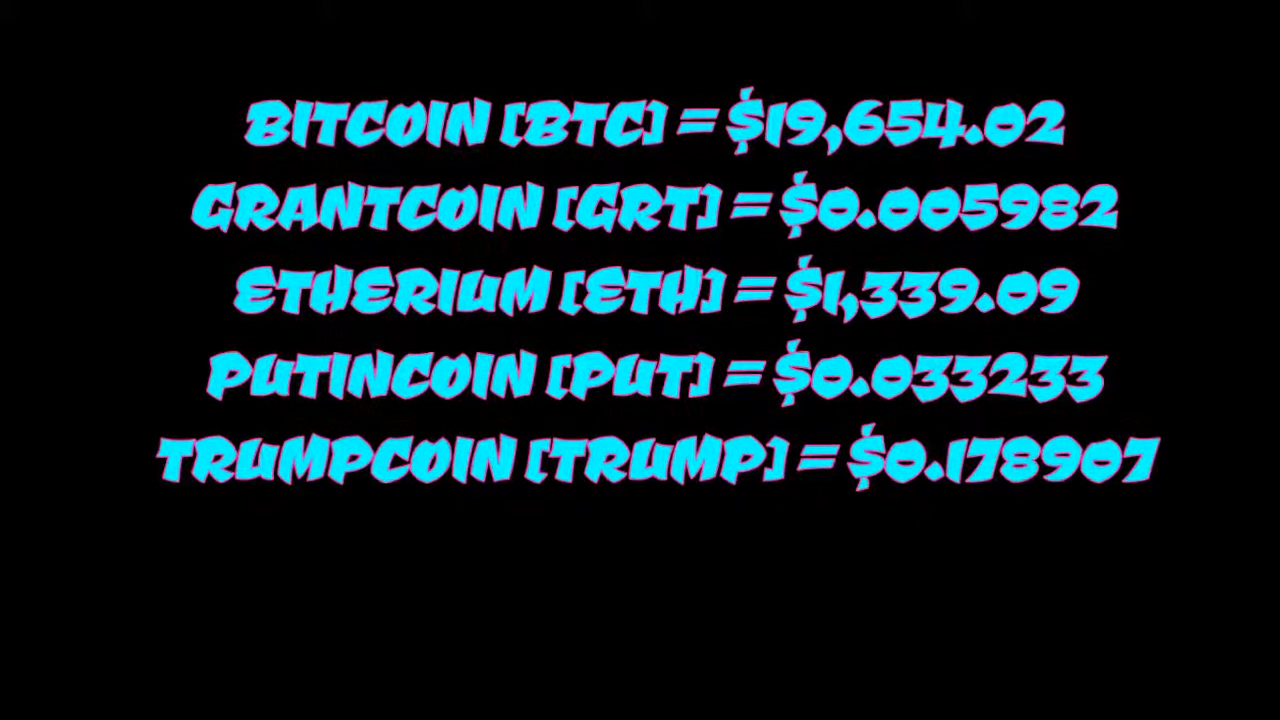 BITCOIN [BTC] = $19,654.02
GRANTCOIN [GRT] = $0.005982
ETHERIUM [ETH] = $1,339.09
PUTINCOIN [PUT] = $0.033233
TRUMPCOIN [TRUMP] = $0.178907